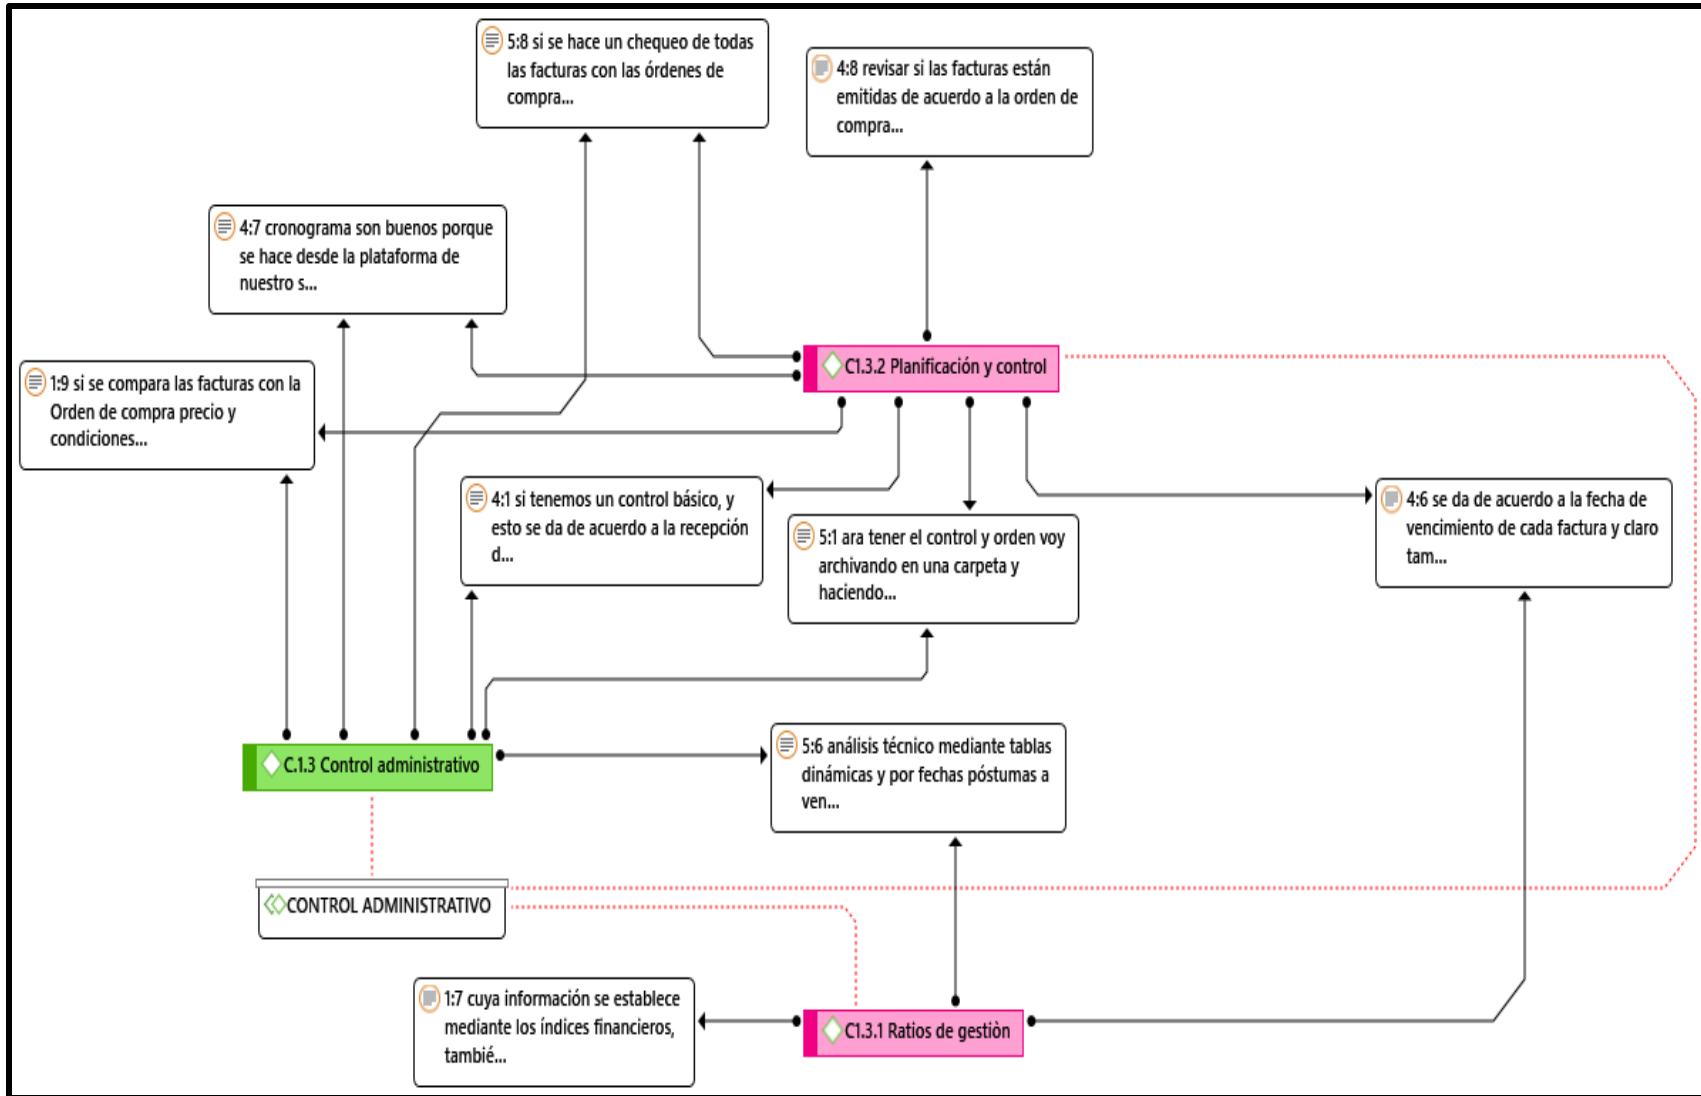 5:8 si se hace un chequeo de todas
las facturas con las órdenes de
compra...
4:8 revisar si las facturas están
emitidas de acuerdo a la orden de
compra...
4:7 cronograma son buenos porque
se hace desde la plataforma de
nuestro s...
C1.3.2 Planificación y control
1:9 si se compara las facturas con la
Orden de compra precio y
condiciones...
4:1 si tenemos un control básico, y
esto se da de acuerdo a la recepción
d...
5:1 ara tener el control y orden voy
archivando en una carpeta y
haciendo...
4:6 se da de acuerdo a la fecha de
vencimiento de cada factura y claro
tam...
C.1.3 Control administrativo
5:6 análisis técnico mediante tablas
dinámicas y por fechas póstumas a
ven...
CONTROL ADMINISTRATIVO
1:7 cuya información se establece
mediante los índices financieros,
tambié...
C1.3.1 Ratios de gestiòn